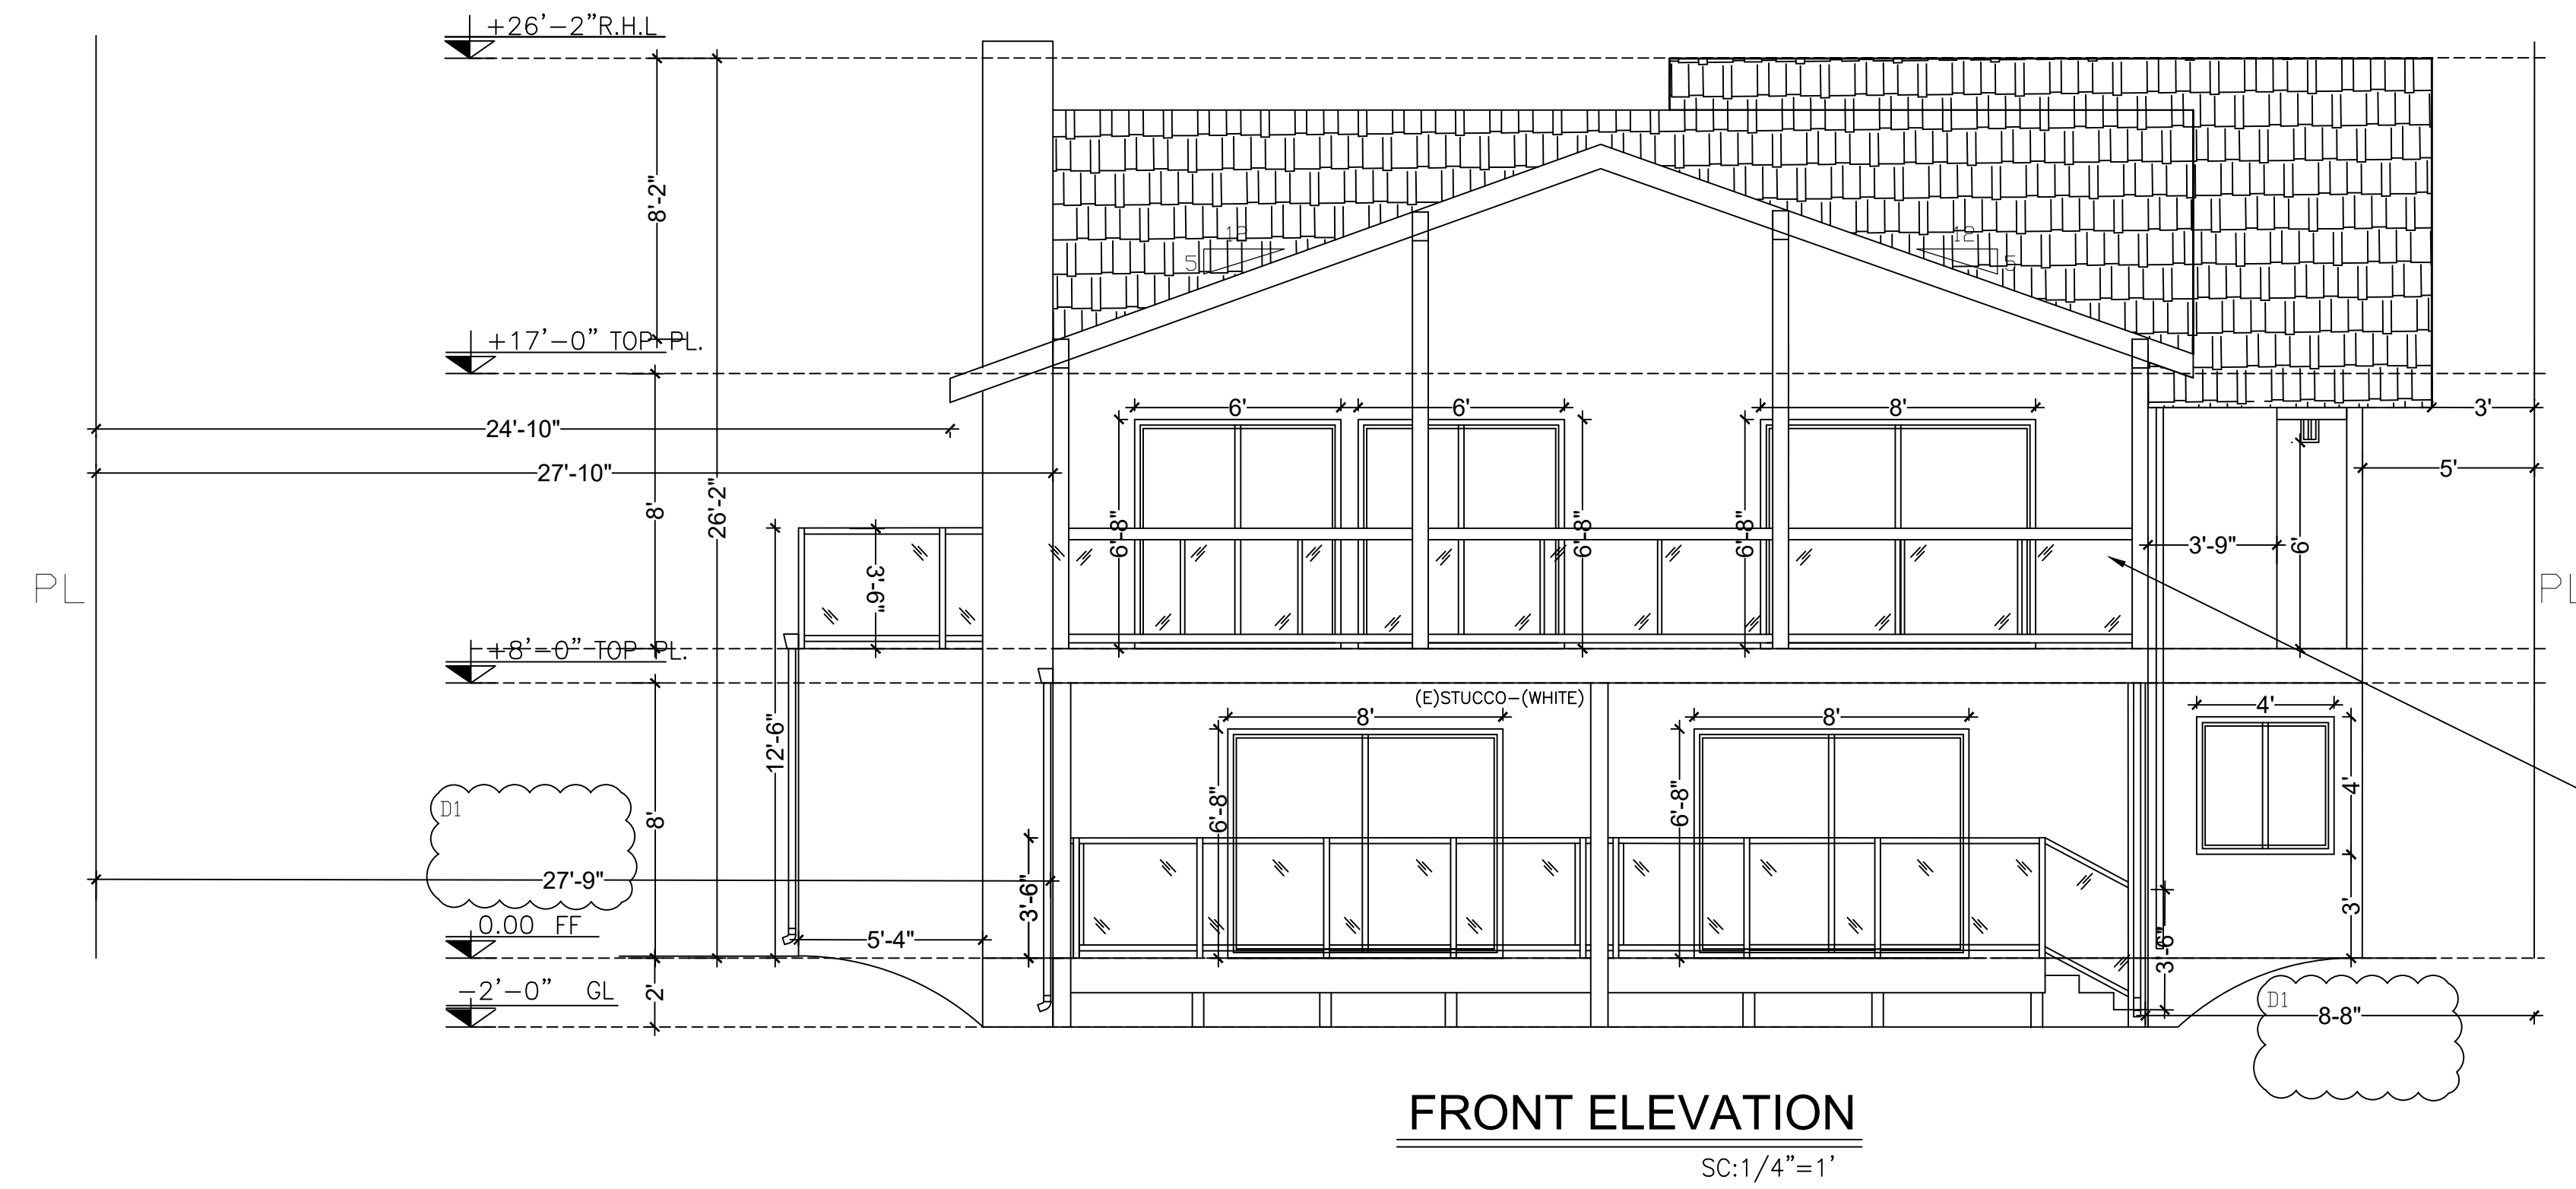 +26'-2"R.H.L
8'-2"
12
5
12
5
+17'-0" TOP PL.
6'
6'
8'
3'
24'-10"
27'-10"
5'
8'
26'-2"
6'-8"
6'-8"
6'-8"
3'-9"
6'
3'-6"
PL
PL
+8'-0" TOP PL.
(E)STUCCO-(WHITE)
8'
8'
4'
12'-6"
D1
8'
6'-8"
6'-8"
4'
27'-9"
3'-6"
3'
0.00 FF
5'-4"
3'-6"
-2'-0" GL
2'
D1
8-8"
FRONT ELEVATION
SC:1/4"=1'